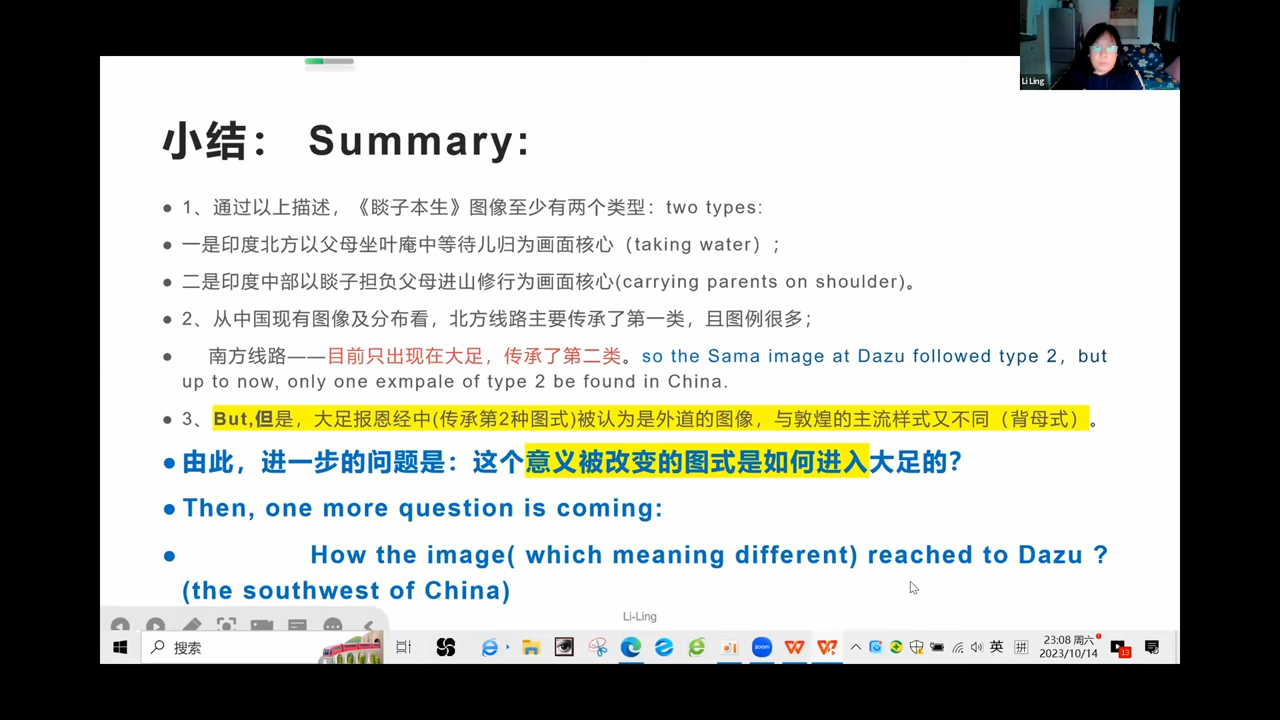 Li Ling
小结： Summary:
● 1、通过以上描述，《睒子本生》图像至少有两个类型：two types:
● 一是印度北方以父母坐叶庵中等待儿归为画面核心（taking water）；
● 二是印度中部以睒子担负父母进山修行为画面核心(carrying parents on shoulder)。
● 2、从中国现有图像及分布看，北方线路主要传承了第一类，且图例很多；
● 南方线路——目前只出现在大足，传承了第二类。so the Sama image at Dazu followed type 2，but
up to now, only one exmpale of type 2 be found in China.
● 3、But,但是，大足报恩经中(传承第2种图式)被认为是外道的图像，与敦煌的主流样式又不同（背母式）。
● 由此，进一步的问题是：这个意义被改变的图式是如何进入大足的？
● Then, one more question is coming:
● How the image( which meaning different) reached to Dazu ?
(the southwest of China)
Li-Ling
搜索
zoom
英
拼
23:08 周六
2023/10/14
13